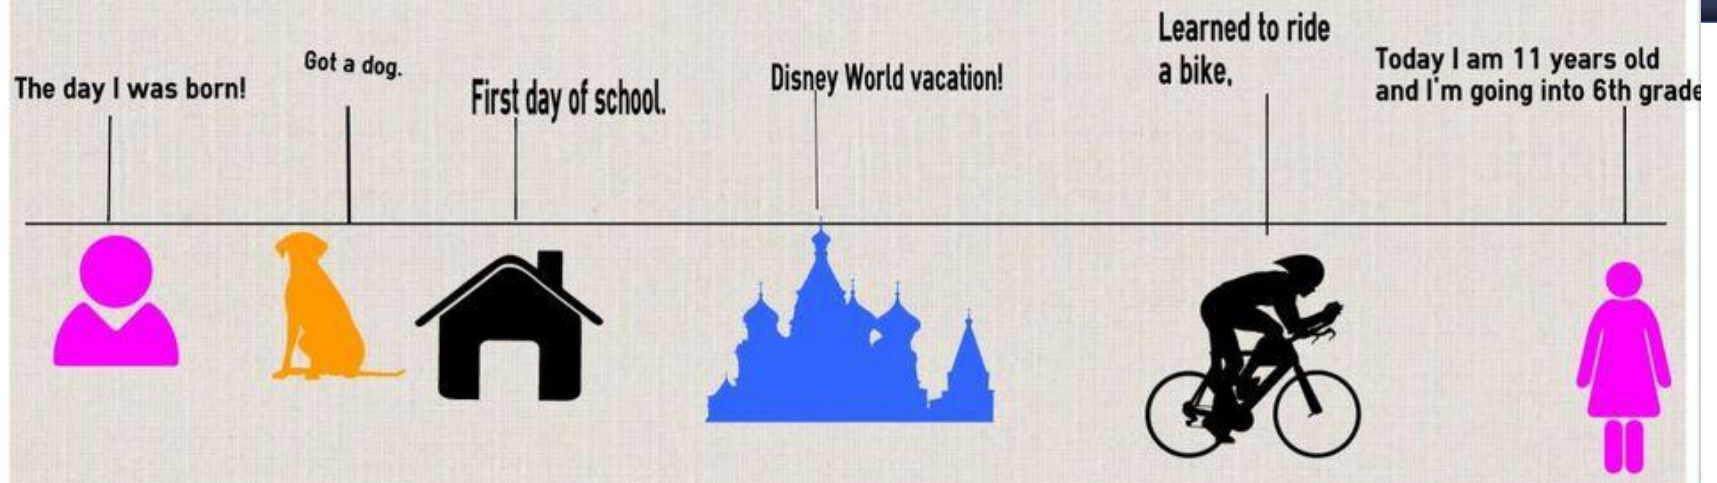 The day I was born!
Got a dog.
First day of school.
Disney World vacation!
Learned to ride
a bike.
Today I am 11 years old
and I'm going into 6th grade